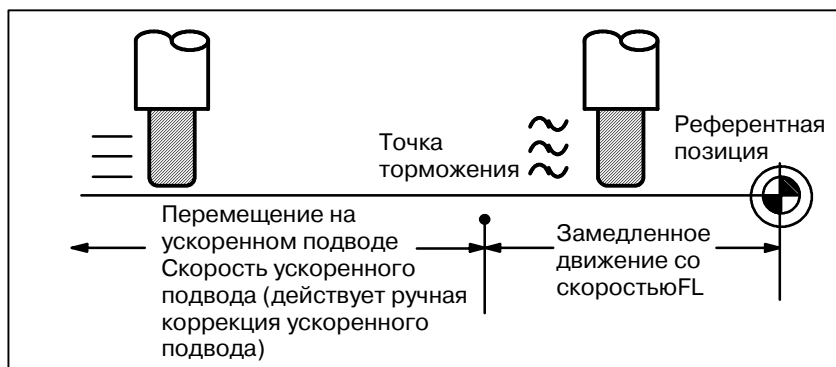 Точка
торможения
Референтная
позиция
Перемещение на
ускоренном подводе
Скорость ускоренного
подвода (действует ручная
коррекция ускоренного
подвода)
Замедленное
движение со
скоростьюFL